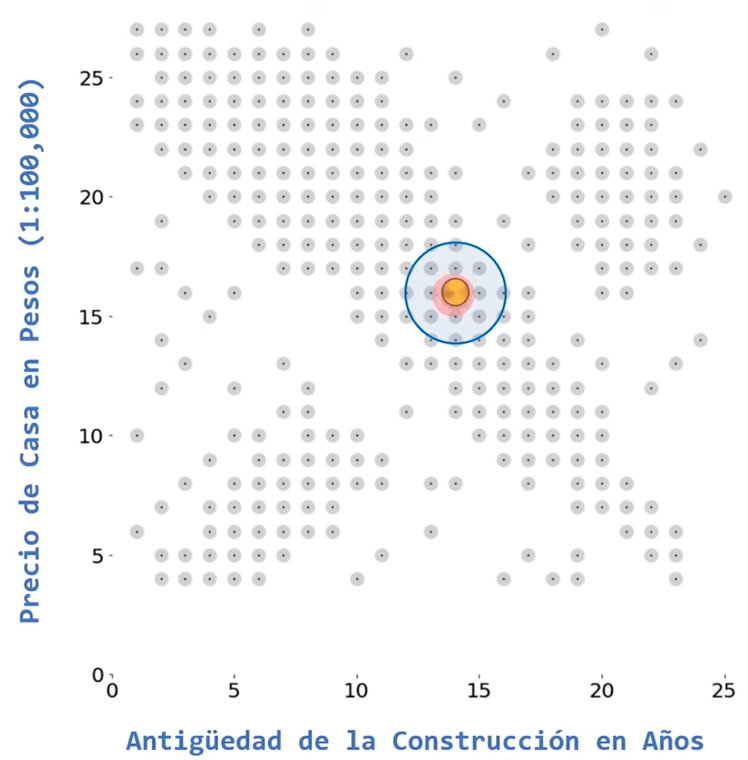 Precio de Casa en Pesos (1:100,000)
25
20
15
10
5
0
0 5 10 15 20 25
Antigüedad de la Construcción en Años